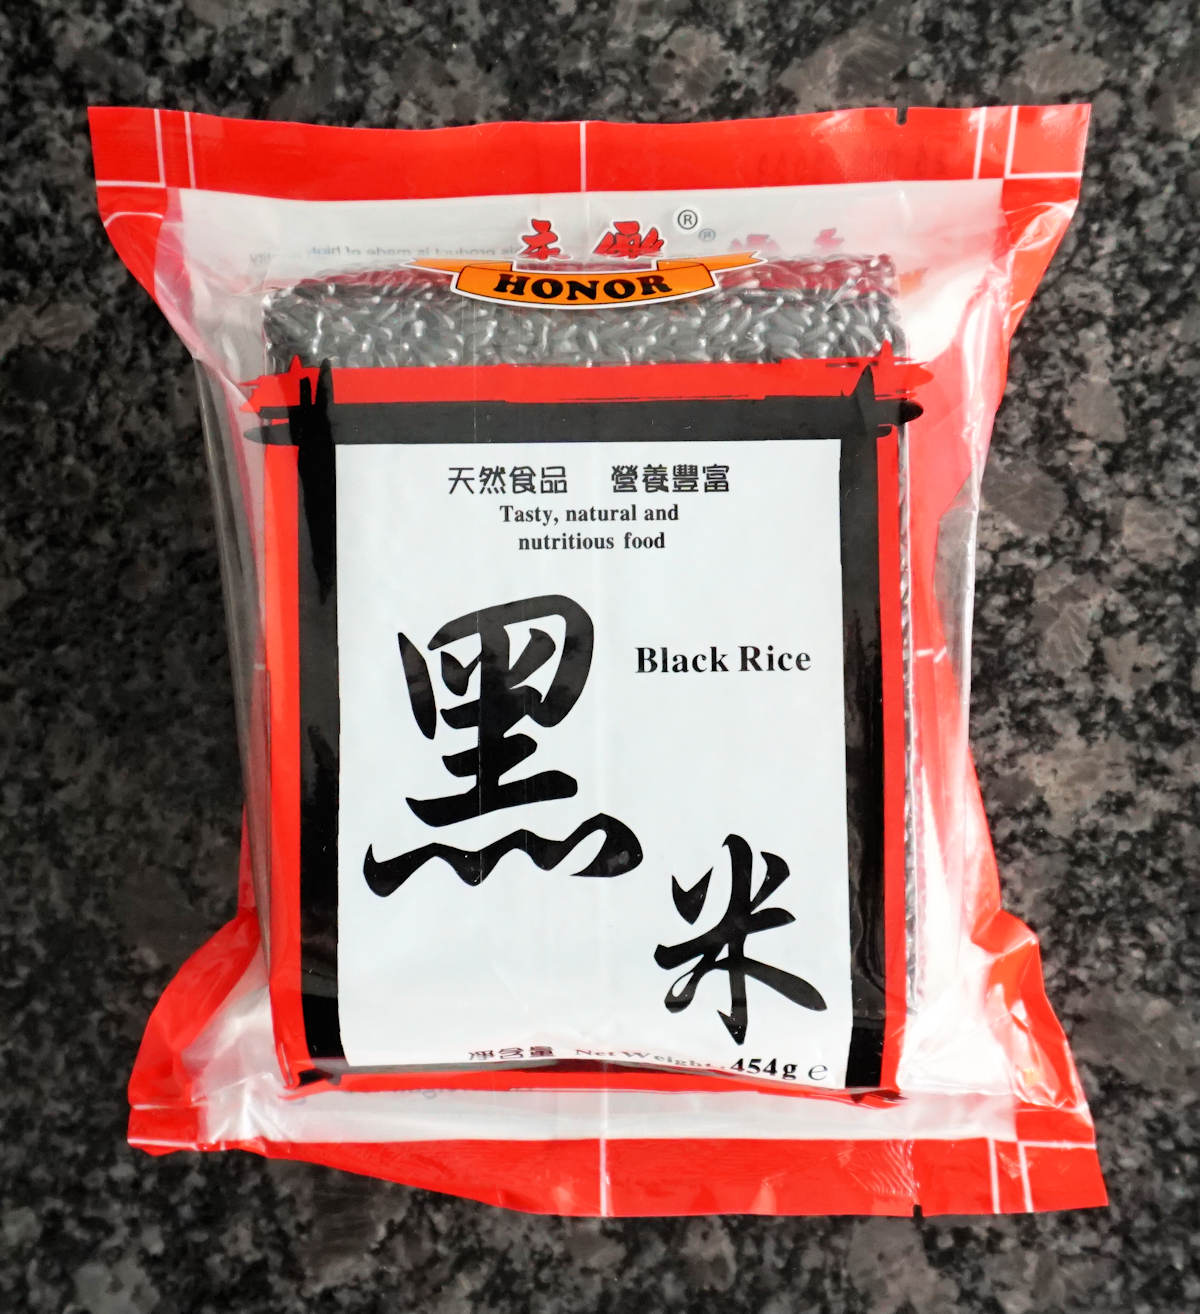 ®
HONOR
天然食品 營養豐富
Tasty, natural and
nutritious food
Black Rice
黑米
淨含量 Net Weight: 454g ℮